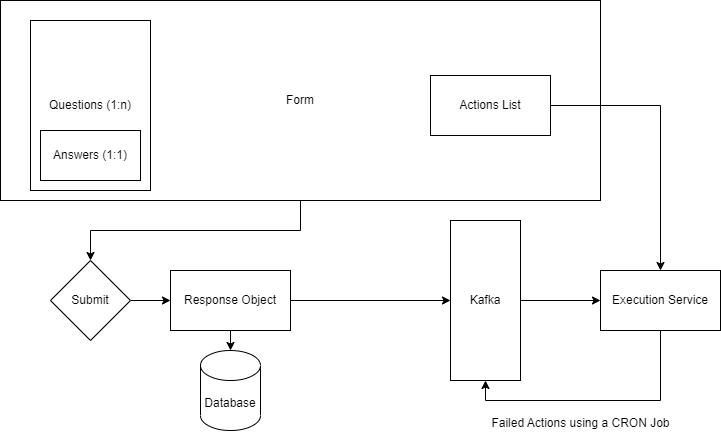 Form
Questions (1:n)
Answers (1:1)
Actions List
Submit
Response Object
Kafka
Execution Service
Database
Failed Actions using a CRON Job